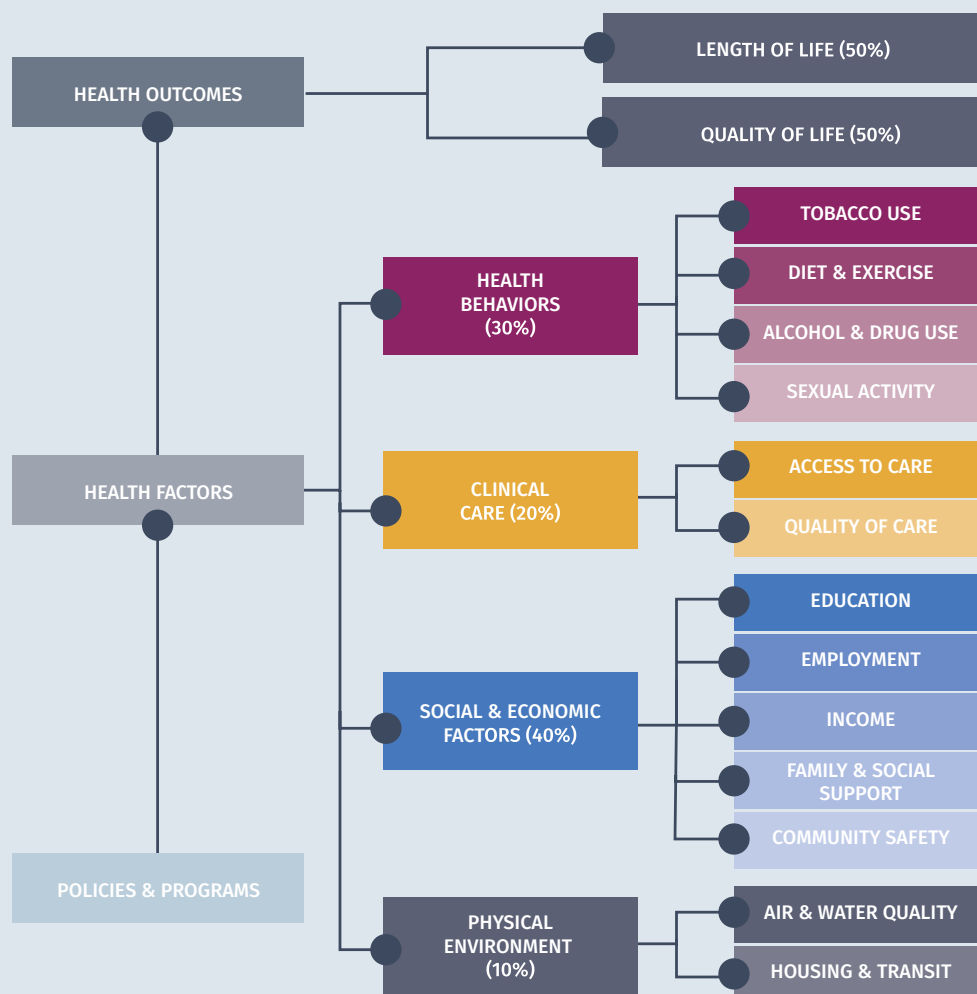 HEALTH OUTCOMES
LENGTH OF LIFE (50%)
QUALITY OF LIFE (50%)
HEALTH FACTORS
HEALTH
BEHAVIORS
(30%)
TOBACCO USE
DIET & EXERCISE
ALCOHOL & DRUG USE
SEXUAL ACTIVITY
CLINICAL
CARE (20%)
ACCESS TO CARE
QUALITY OF CARE
SOCIAL & ECONOMIC
FACTORS (40%)
EDUCATION
EMPLOYMENT
INCOME
FAMILY & SOCIAL
SUPPORT
COMMUNITY SAFETY
PHYSICAL
ENVIRONMENT
(10%)
AIR & WATER QUALITY
HOUSING & TRANSIT
POLICIES & PROGRAMS